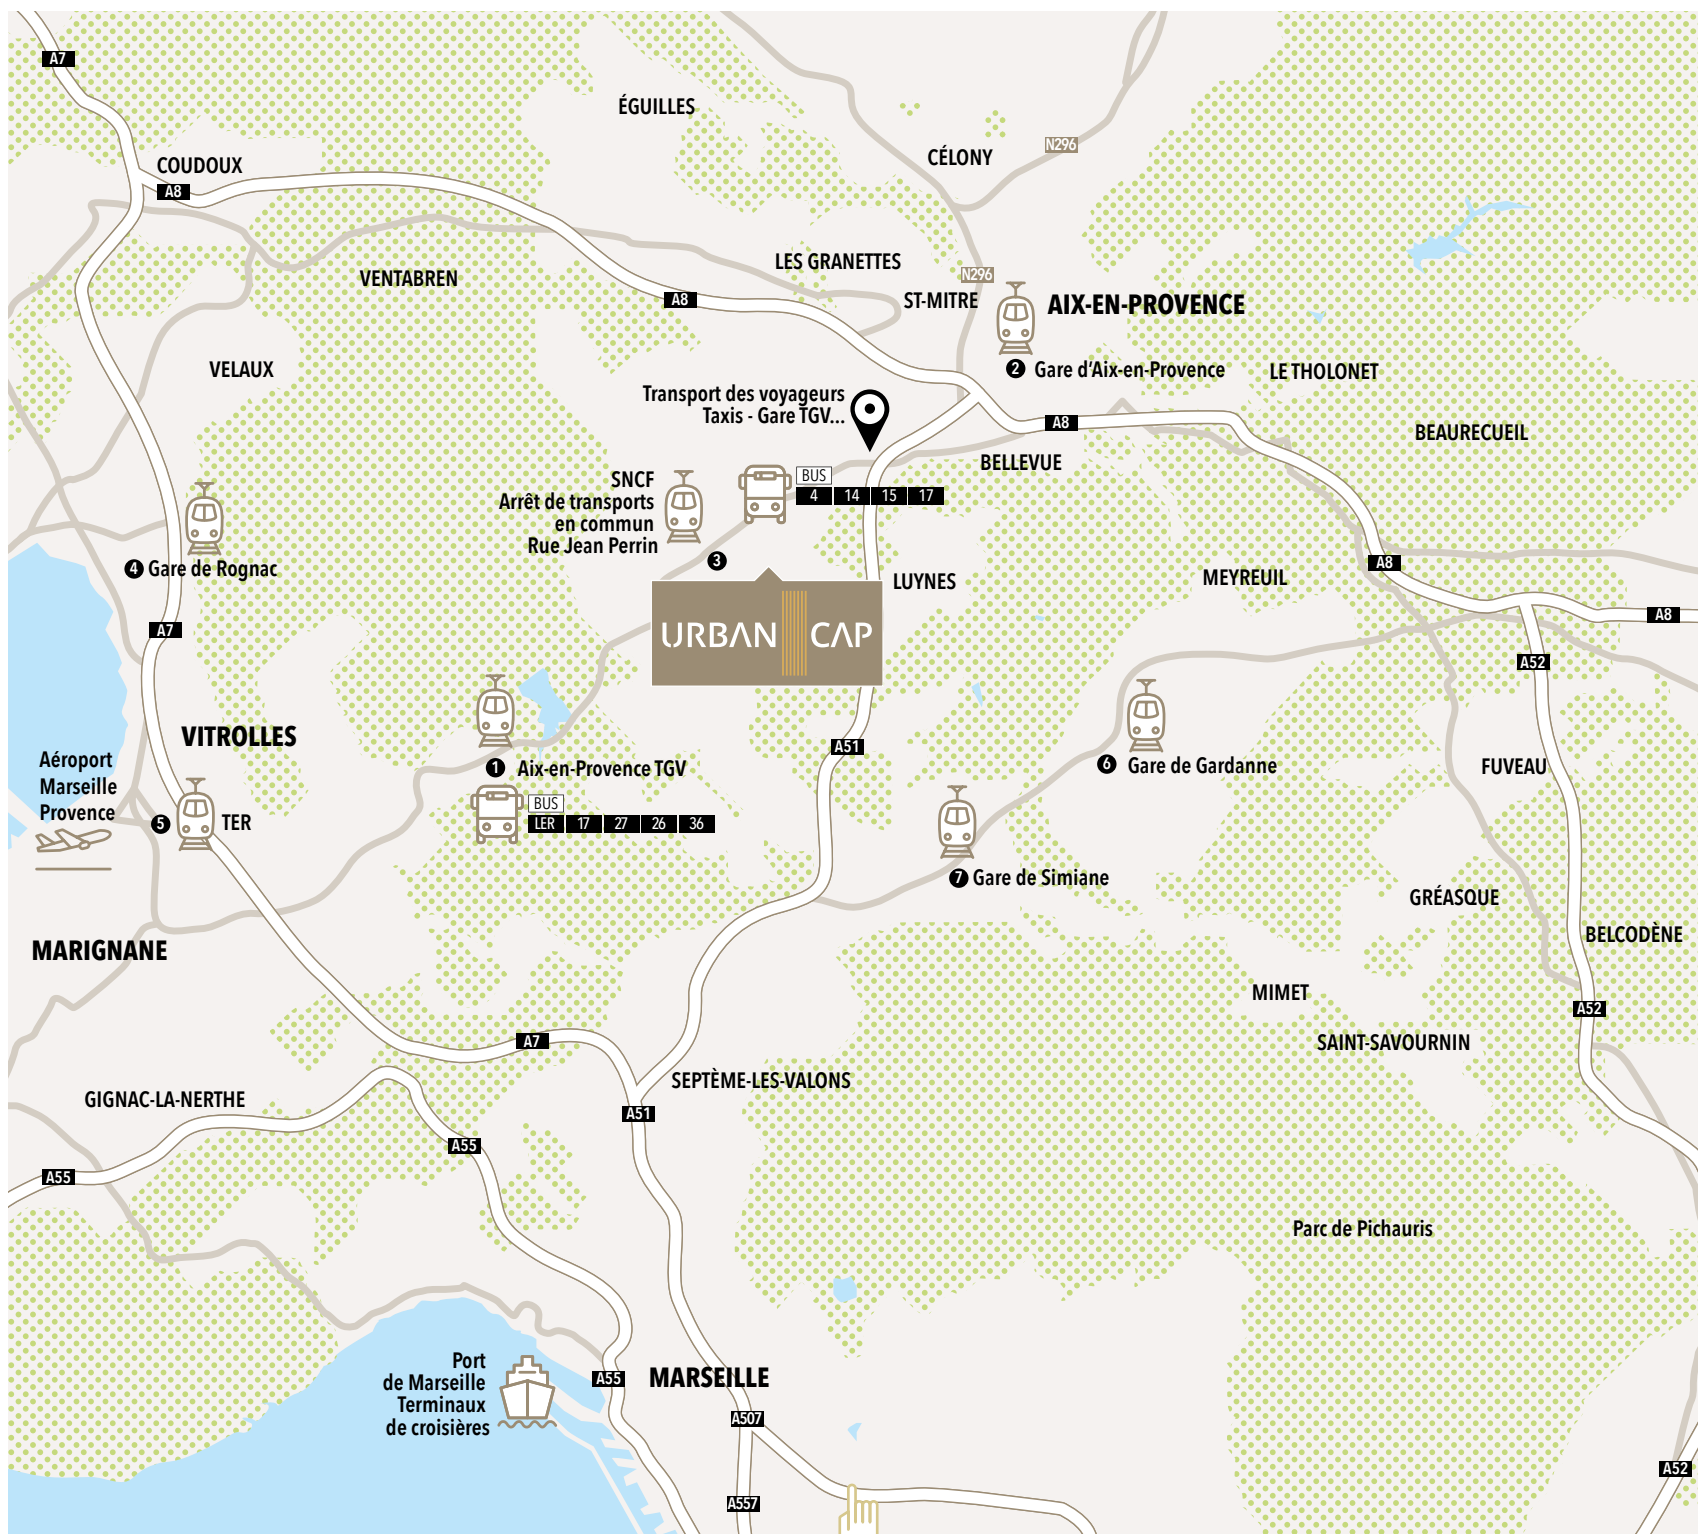 A7
ÉGUILLES
CÉLONY
N296
COUDOUX
A8
LES GRANETTES
N296
VENTABREN
A8
ST-MITRE
AIX-EN-PROVENCE
VELAUX
2 Gare d'Aix-en-Provence
LE THOLONET
Transport des voyageurs
Taxis - Gare TGV...
A8
BEAURECUEIL
BELLEVUE
SNCF
Arrêt de transports
en commun
Rue Jean Perrin
BUS
4 14 15 17
3
4 Gare de Rognac
LUYNES
MEYREUIL
A8
A8
A7
URBAN CAP
A52
VITROLLES
A51
Aéroport
Marseille
Provence
1 Aix-en-Provence TGV
BUS
LER 17 27 26 36
6 Gare de Gardanne
FUVEAU
5 TER
7 Gare de Simiane
GRÉASQUE
BELCODÈNE
MARIGNANE
MIMET
A52
A7
SAINT-SAVOURNIN
SEPTÈME-LES-VALONS
GIGNAC-LA-NERTHE
A51
A55
A55
Parc de Pichauris
Port
de Marseille
Terminaux
de croisières
A55
MARSEILLE
A507
A52
A557